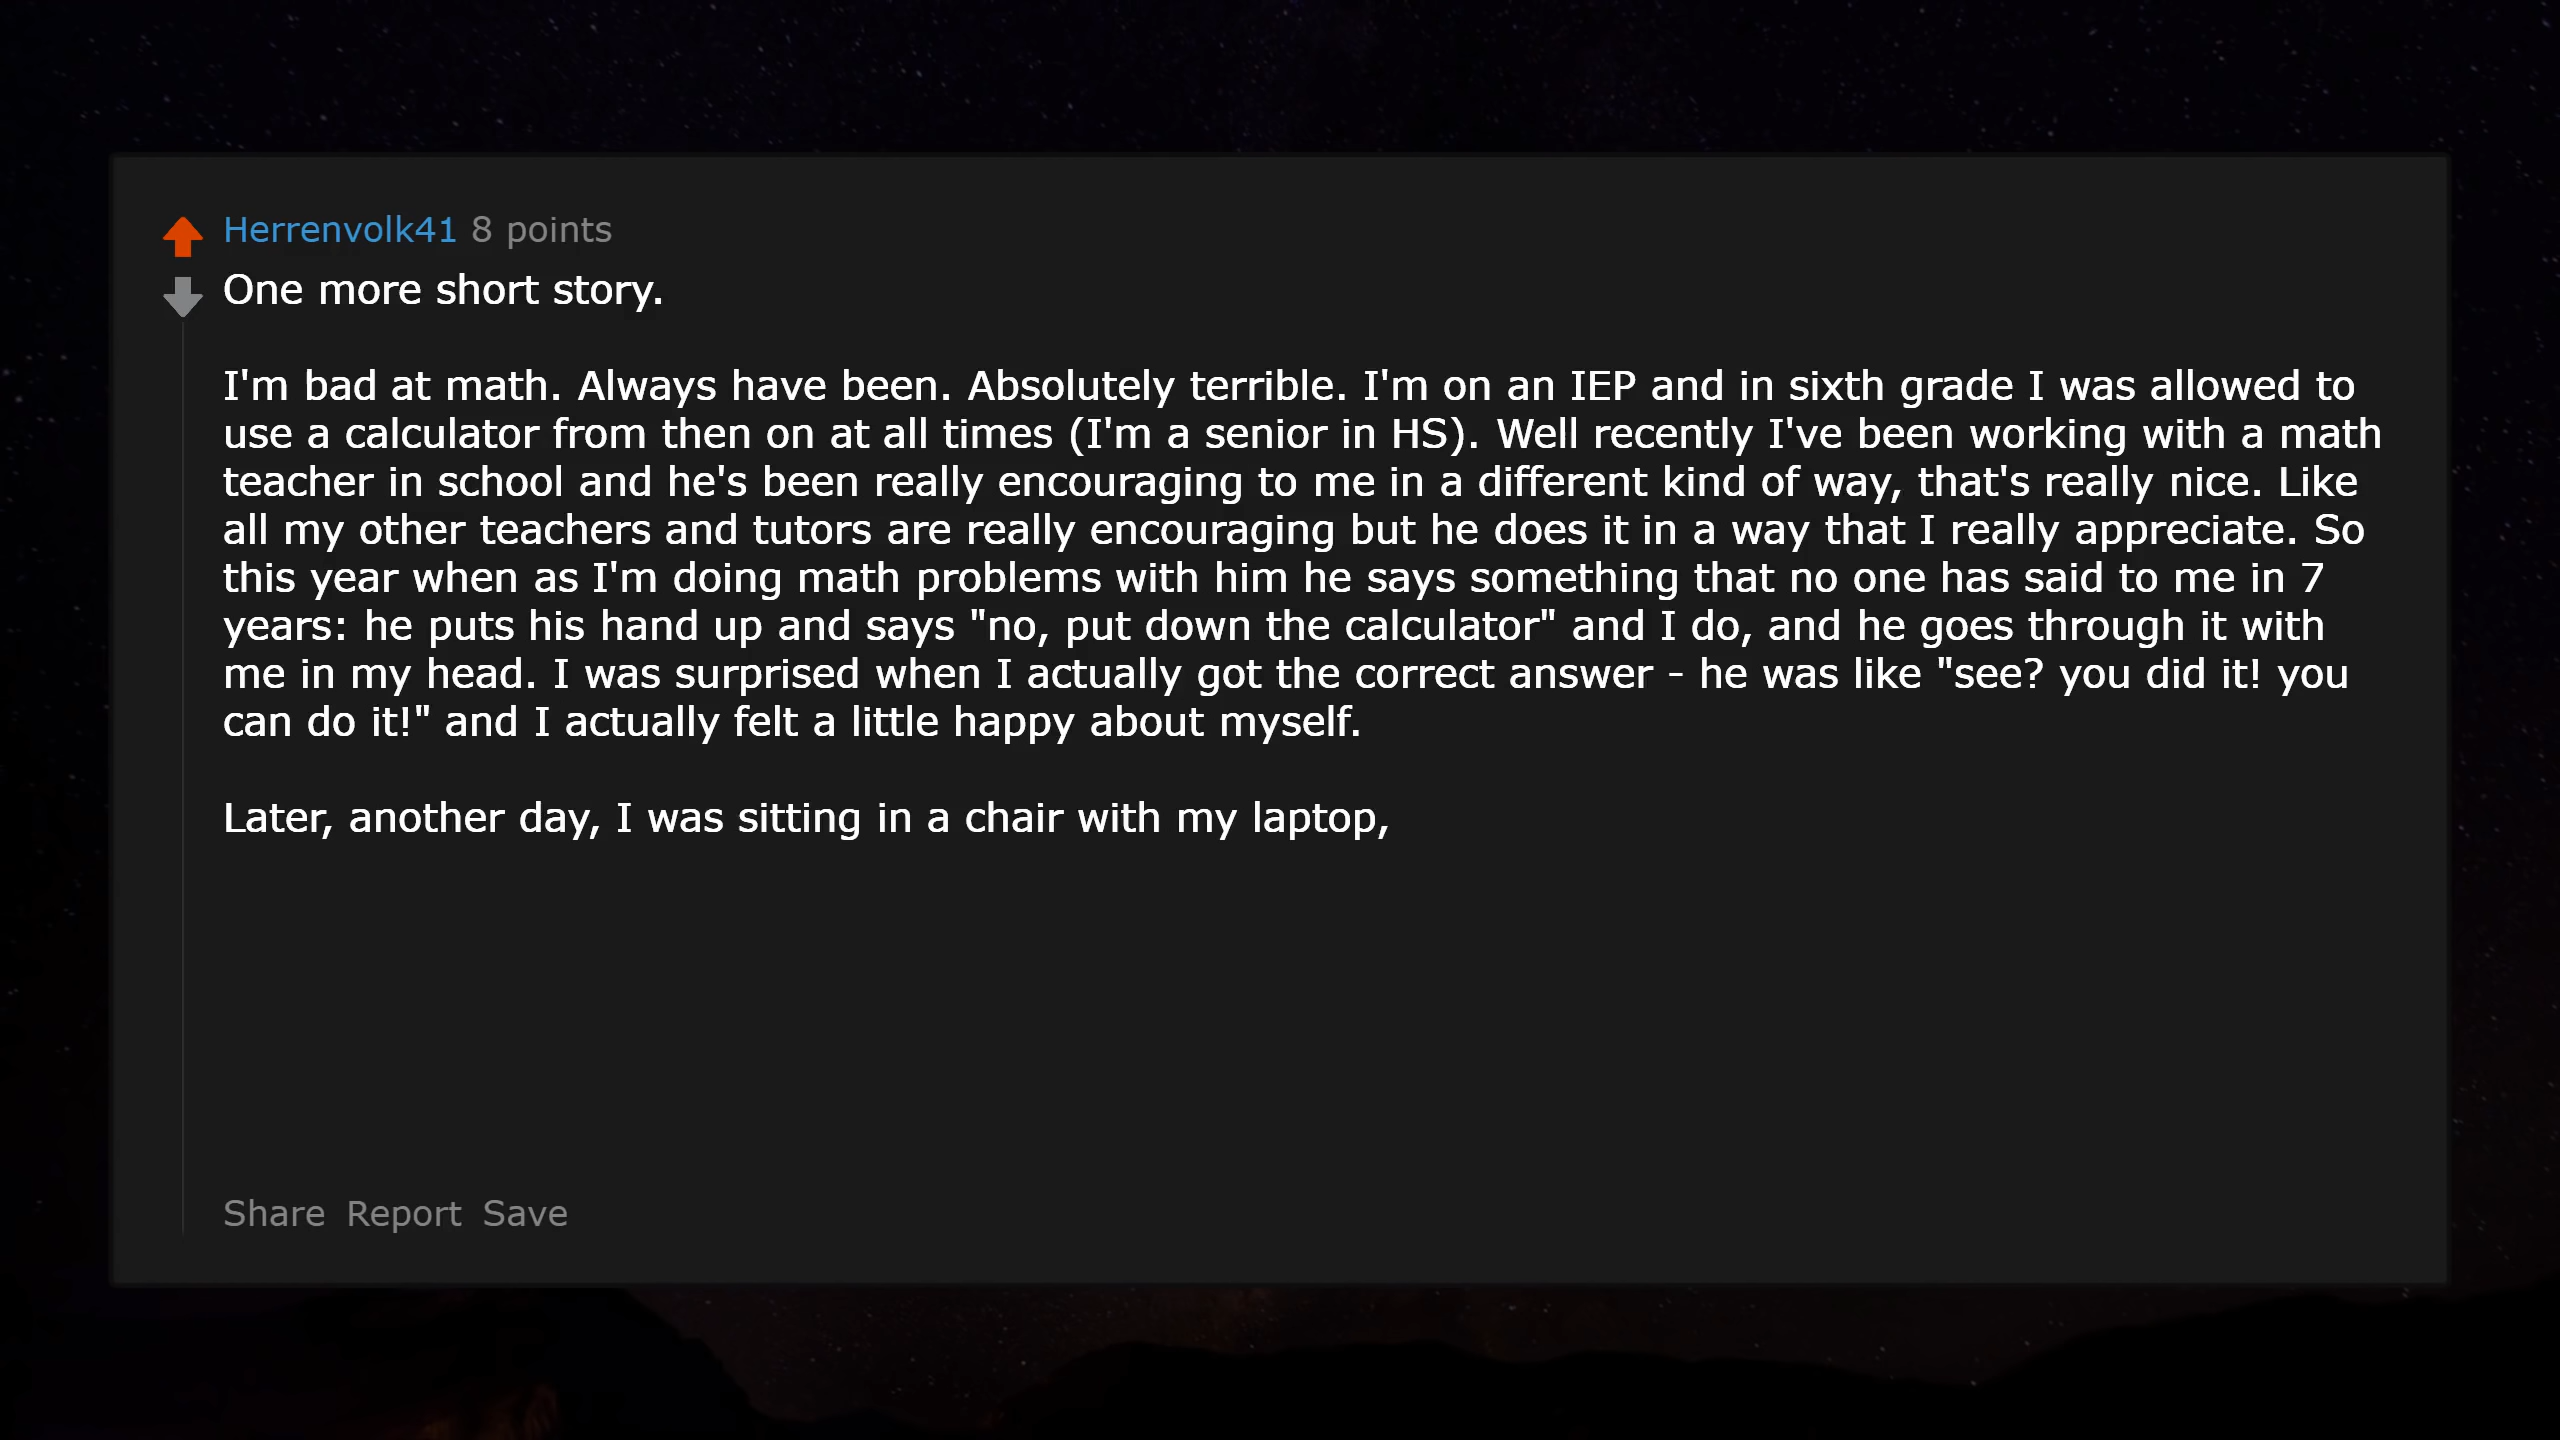 Herrenvolk41 8 points
One more short story.
I'm bad at math. Always have been. Absolutely terrible. I'm on an IEP and in sixth grade I was allowed to
use a calculator from then on at all times (I'm a senior in HS). Well recently I've been working with a math
teacher in school and he's been really encouraging to me in a different kind of way, that's really nice. Like
all my other teachers and tutors are really encouraging but he does it in a way that I really appreciate. So
this year when as I'm doing math problems with him he says something that no one has said to me in 7
years: he puts his hand up and says "no, put down the calculator" and I do, and he goes through it with
me in my head. I was surprised when I actually got the correct answer - he was like "see? you did it! you
can do it!" and I actually felt a little happy about myself.
Later, another day, I was sitting in a chair with my laptop,
Share Report Save